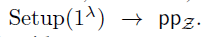 Setup(1^λ) → pp_𝒵.